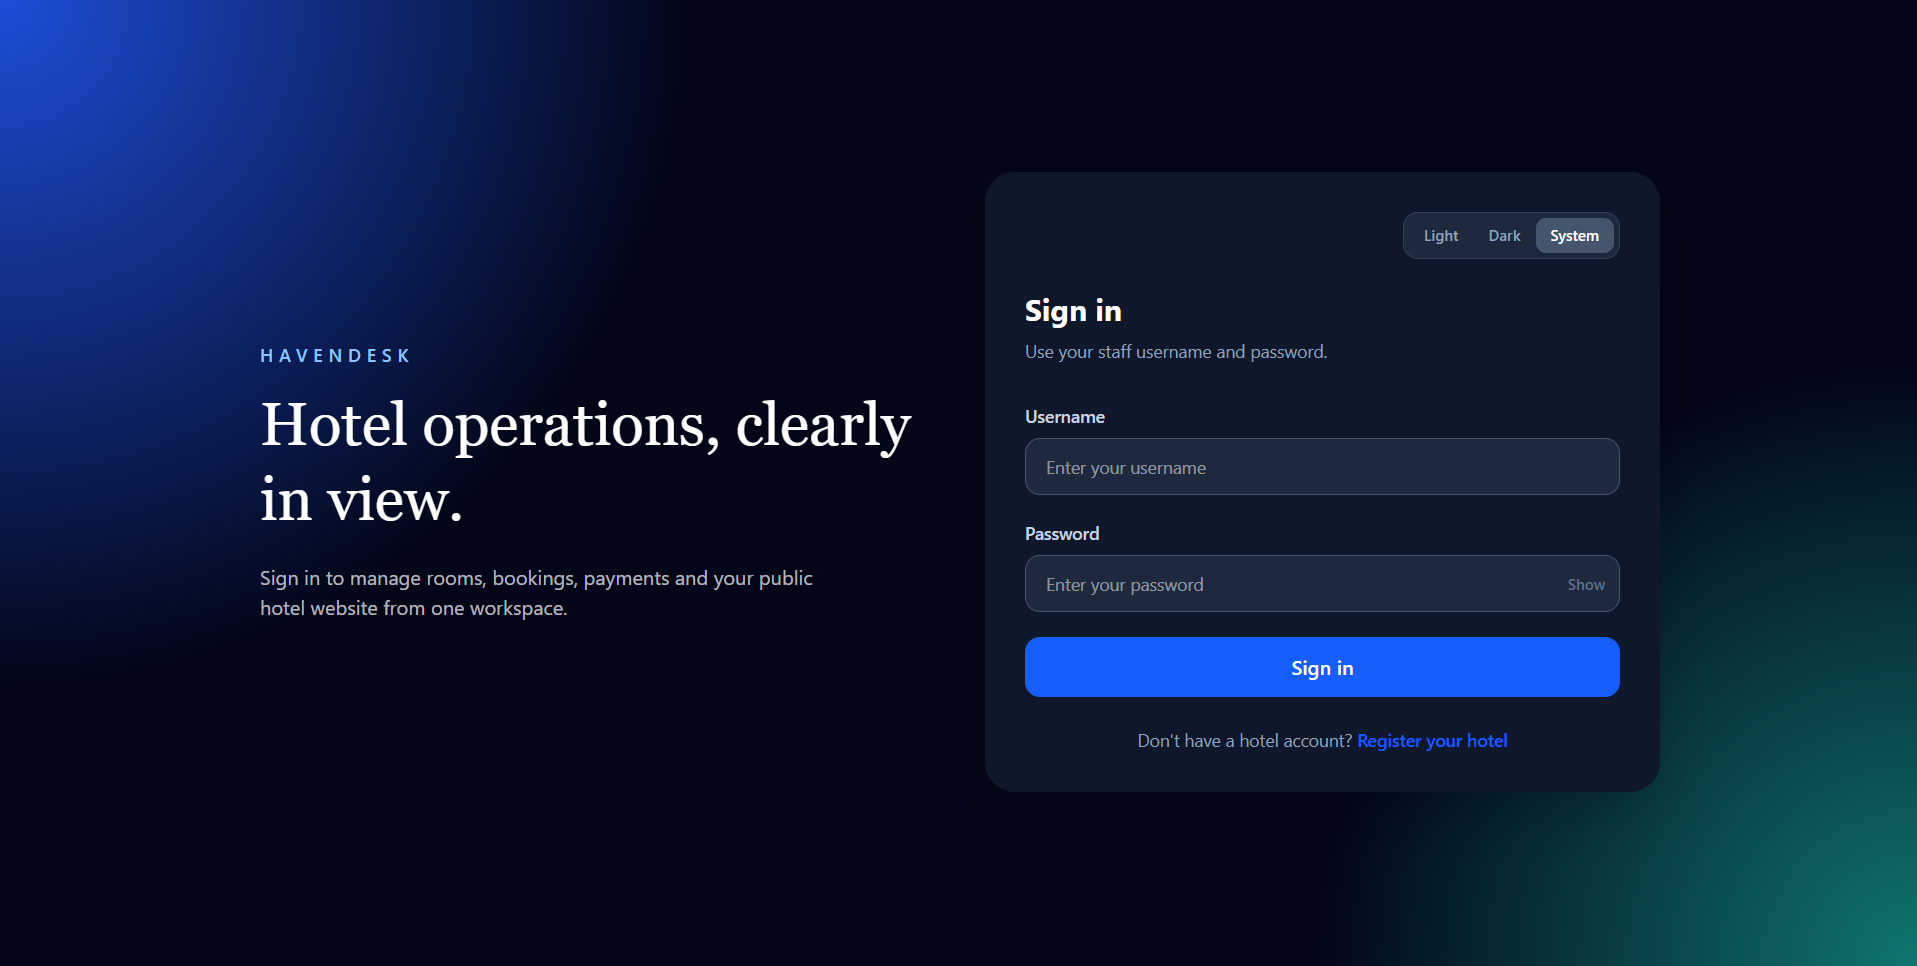 HAVENDESK
Hotel operations, clearly
in view.
Sign in to manage rooms, bookings, payments and your public
hotel website from one workspace.
Light Dark System
Sign in
Use your staff username and password.
Username
Enter your username
Password
Enter your password Show
Sign in
Don't have a hotel account? Register your hotel